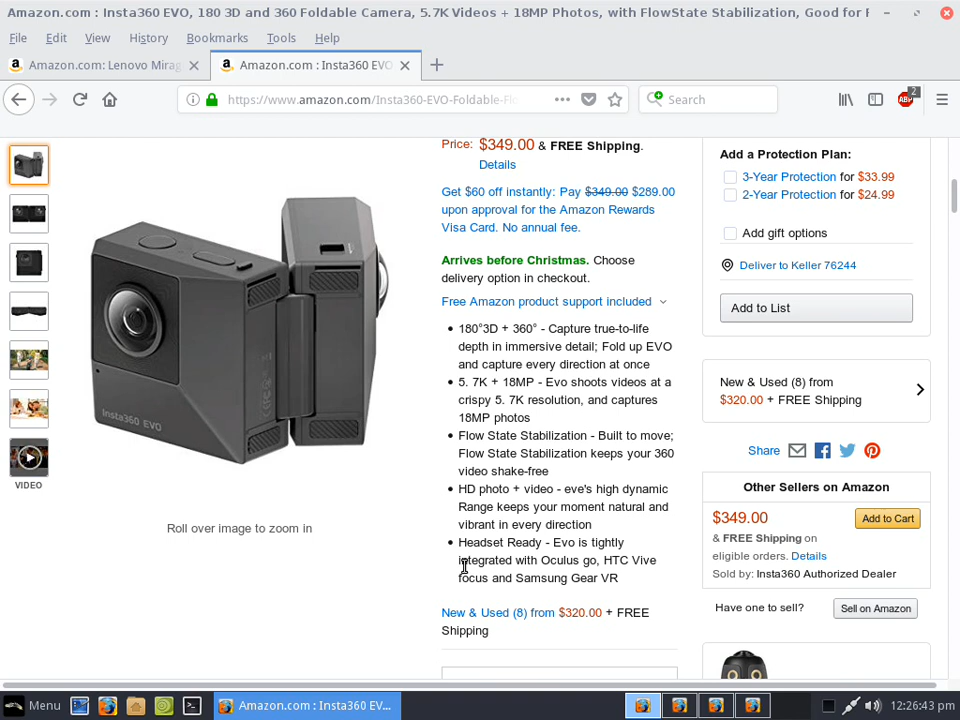 Amazon.com : Insta360 EVO, 180 3D and 360 Foldable Camera, 5.7K Videos + 18MP Photos, with FlowState Stabilization, Good for
File Edit View History Bookmarks Tools Help
Amazon.com: Lenovo Mirag
Amazon.com : Insta360 EVO
https://www.amazon.com/Insta360-EVO-Foldable-Fl
Search
ABP
2
Price: $349.00 & FREE Shipping.
Details
Get $60 off instantly: Pay $349.00 $289.00
upon approval for the Amazon Rewards
Visa Card. No annual fee.
Arrives before Christmas. Choose
delivery option in checkout.
Free Amazon product support included
• 180°3D + 360° - Capture true-to-life
depth in immersive detail; Fold up EVO
and capture every direction at once
• 5. 7K + 18MP - Evo shoots videos at a
crispy 5. 7K resolution, and captures
18MP photos
• Flow State Stabilization - Built to move;
Flow State Stabilization keeps your 360
video shake-free
• HD photo + video - eve's high dynamic
Range keeps your moment natural and
vibrant in every direction
• Headset Ready - Evo is tightly
integrated with Oculus go, HTC Vive
focus and Samsung Gear VR
New & Used (8) from $320.00 + FREE
Shipping
Insta360 EVO
VIDEO
Roll over image to zoom in
Add a Protection Plan:
3-Year Protection for $33.99
2-Year Protection for $24.99
Add gift options
Deliver to Keller 76244
Add to List
New & Used (8) from
$320.00 + FREE Shipping
Share
Other Sellers on Amazon
$349.00
Add to Cart
& FREE Shipping on
eligible orders. Details
Sold by: Insta360 Authorized Dealer
Have one to sell?
Sell on Amazon
Menu
Amazon.com : Insta360 EV...
12:26:43 pm